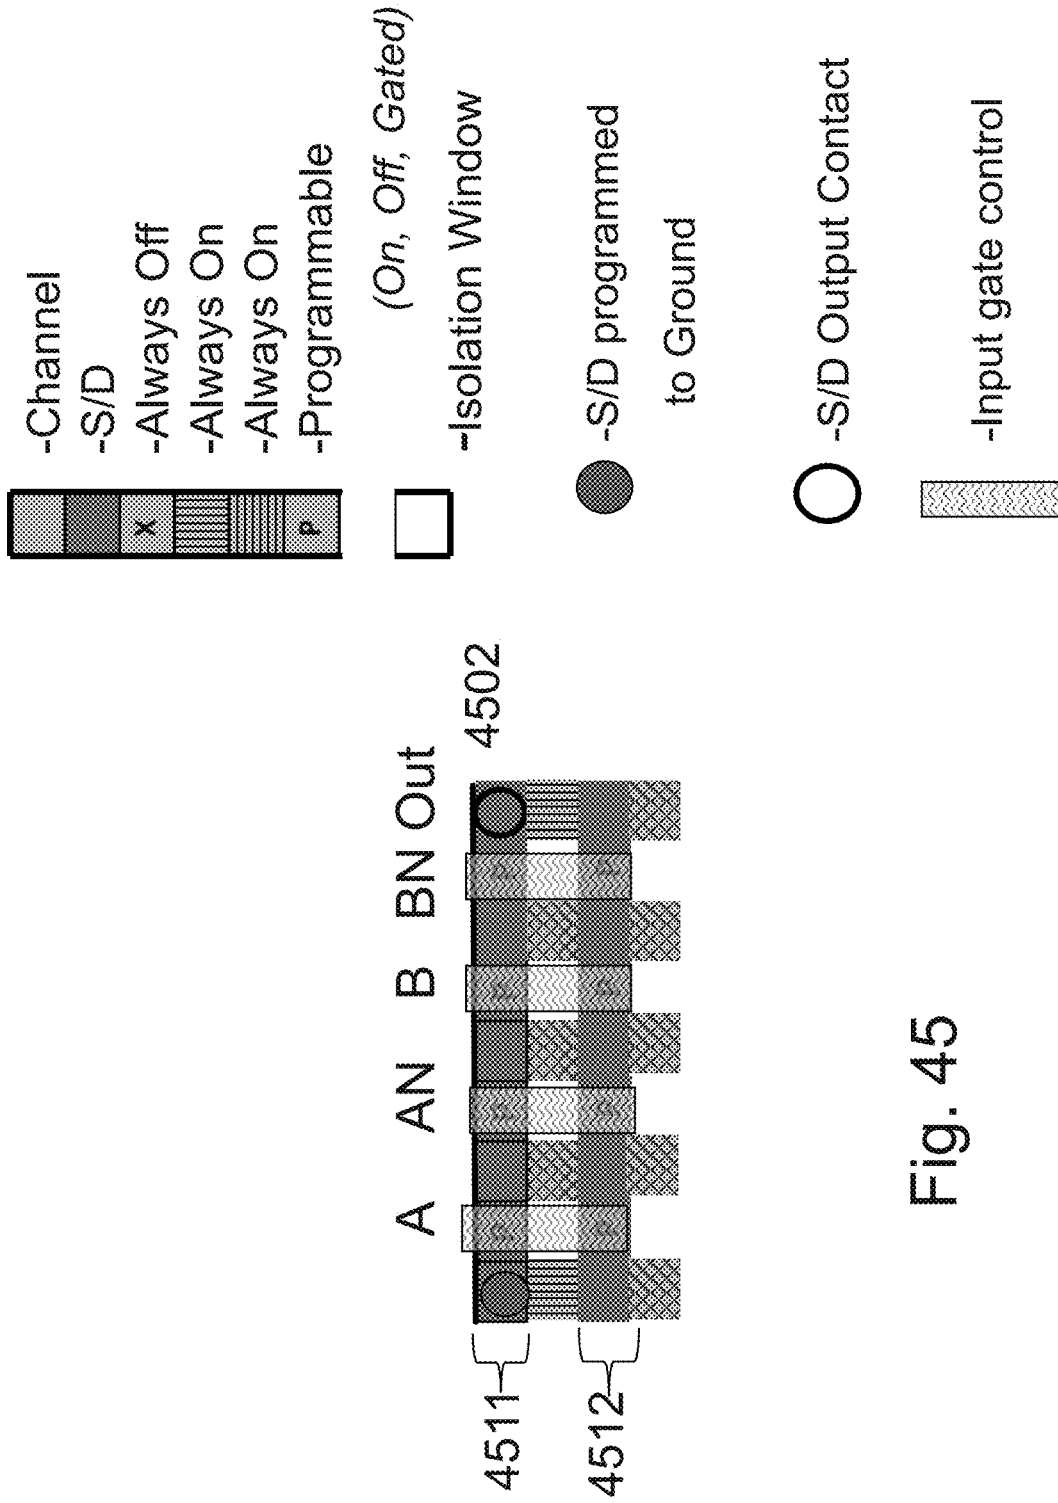 A AN B BN Out
4502
4511
4512
P P P P
P P P P
-Channel
-S/D
X -Always Off
-Always On
-Always On
P -Programmable
(On, Off, Gated)
-Isolation Window
-S/D programmed
to Ground
-S/D Output Contact
-Input gate control
Fig. 45